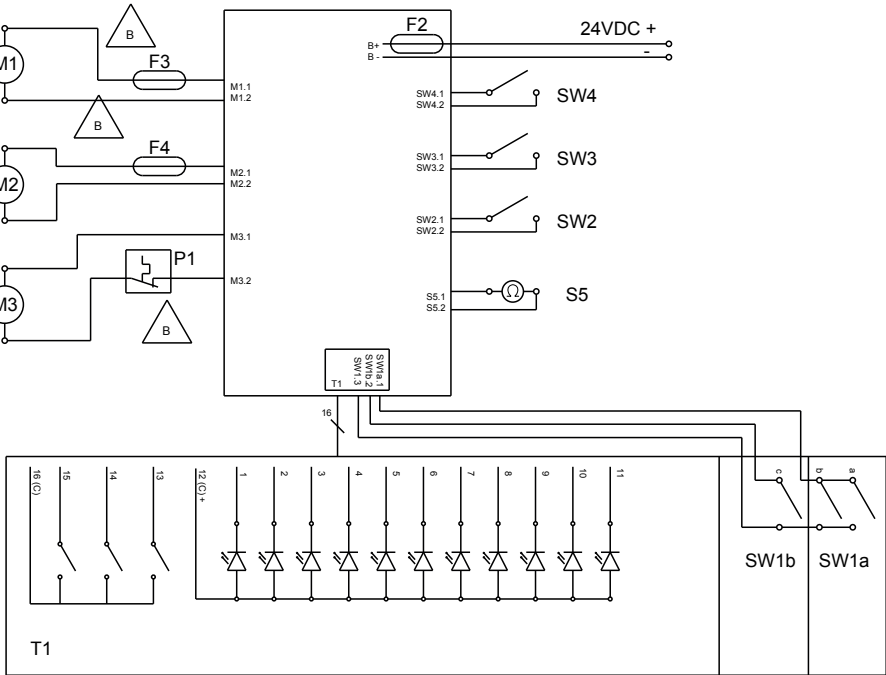 F2
24VDC +
B
B+
-
B -
M1
F3
M1.1
M1.2
SW4.1
SW4.2
SW4
B
F4
SW3.1
SW3.2
SW3
M2.1
M2.2
M2
SW2.1
SW2.2
SW2
M3.1
P1
M3.2
S5.1
S5.2
Ω
S5
M3
B
T1
SW1.3
SW1b.2
SW1a.1
16
16 (C)
15
14
13
12 (C) +
1
2
3
4
5
6
7
8
9
10
11
c
b
a
SW1b
SW1a
T1